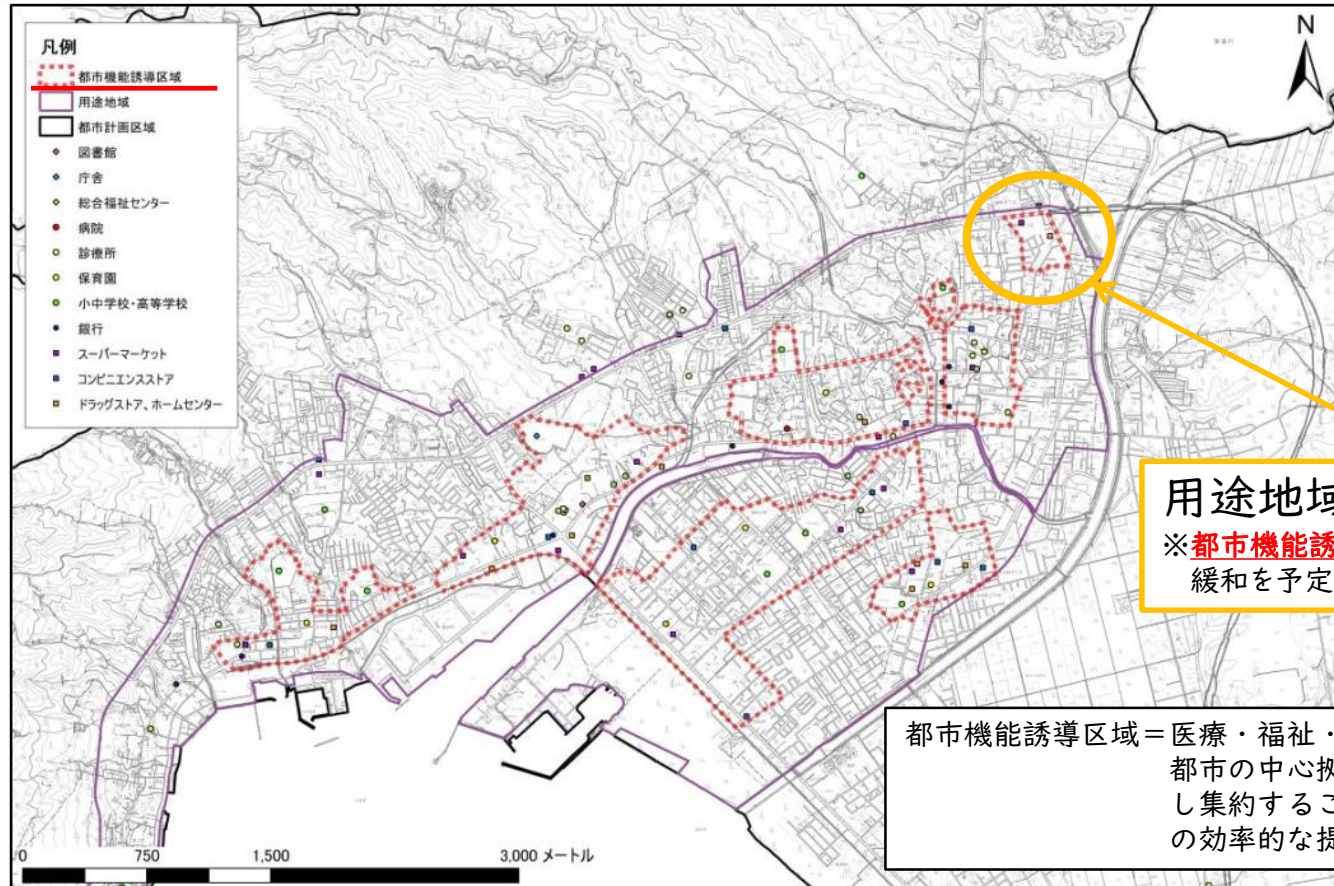 凡例
都市機能誘導区域
用途地域
都市計画区域
図書館
庁舎
総合福祉センター
病院
診療所
保育園
小中学校・高等学校
銀行
スーパーマーケット
コンビニエンスストア
ドラッグストア、ホームセンター
N
用途地域
※都市機能誘
緩和を予定
都市機能誘導区域=医療・福祉・
都市の中心拠
し集約するこ
の効率的な提
0 750 1,500 3,000 メートル